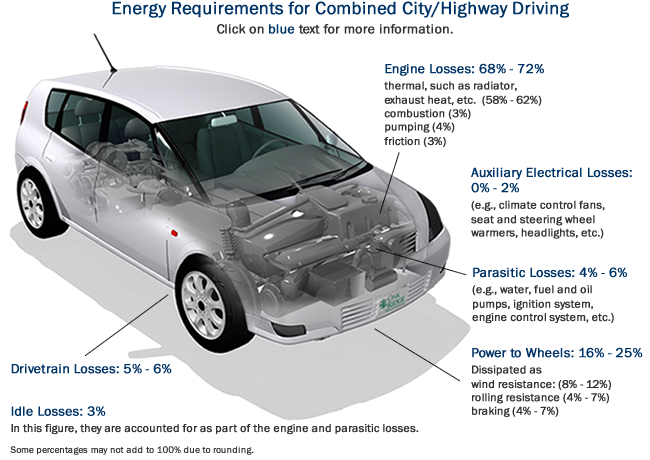 Energy Requirements for Combined City/Highway Driving
Click on blue text for more information.
Engine Losses: 68% - 72%
thermal, such as radiator,
exhaust heat, etc. (58% - 62%)
combustion (3%)
pumping (4%)
friction (3%)
Auxiliary Electrical Losses:
0% - 2%
(e.g., climate control fans,
seat and steering wheel
warmers, headlights, etc.)
Parasitic Losses: 4% - 6%
(e.g., water, fuel and oil
pumps, ignition system,
engine control system, etc.)
Power to Wheels: 16% - 25%
Dissipated as
wind resistance: (8% - 12%)
rolling resistance (4% - 7%)
braking (4% - 7%)
Drivetrain Losses: 5% - 6%
Idle Losses: 3%
In this figure, they are accounted for as part of the engine and parasitic losses.
Some percentages may not add to 100% due to rounding.
OAK
RIDGE